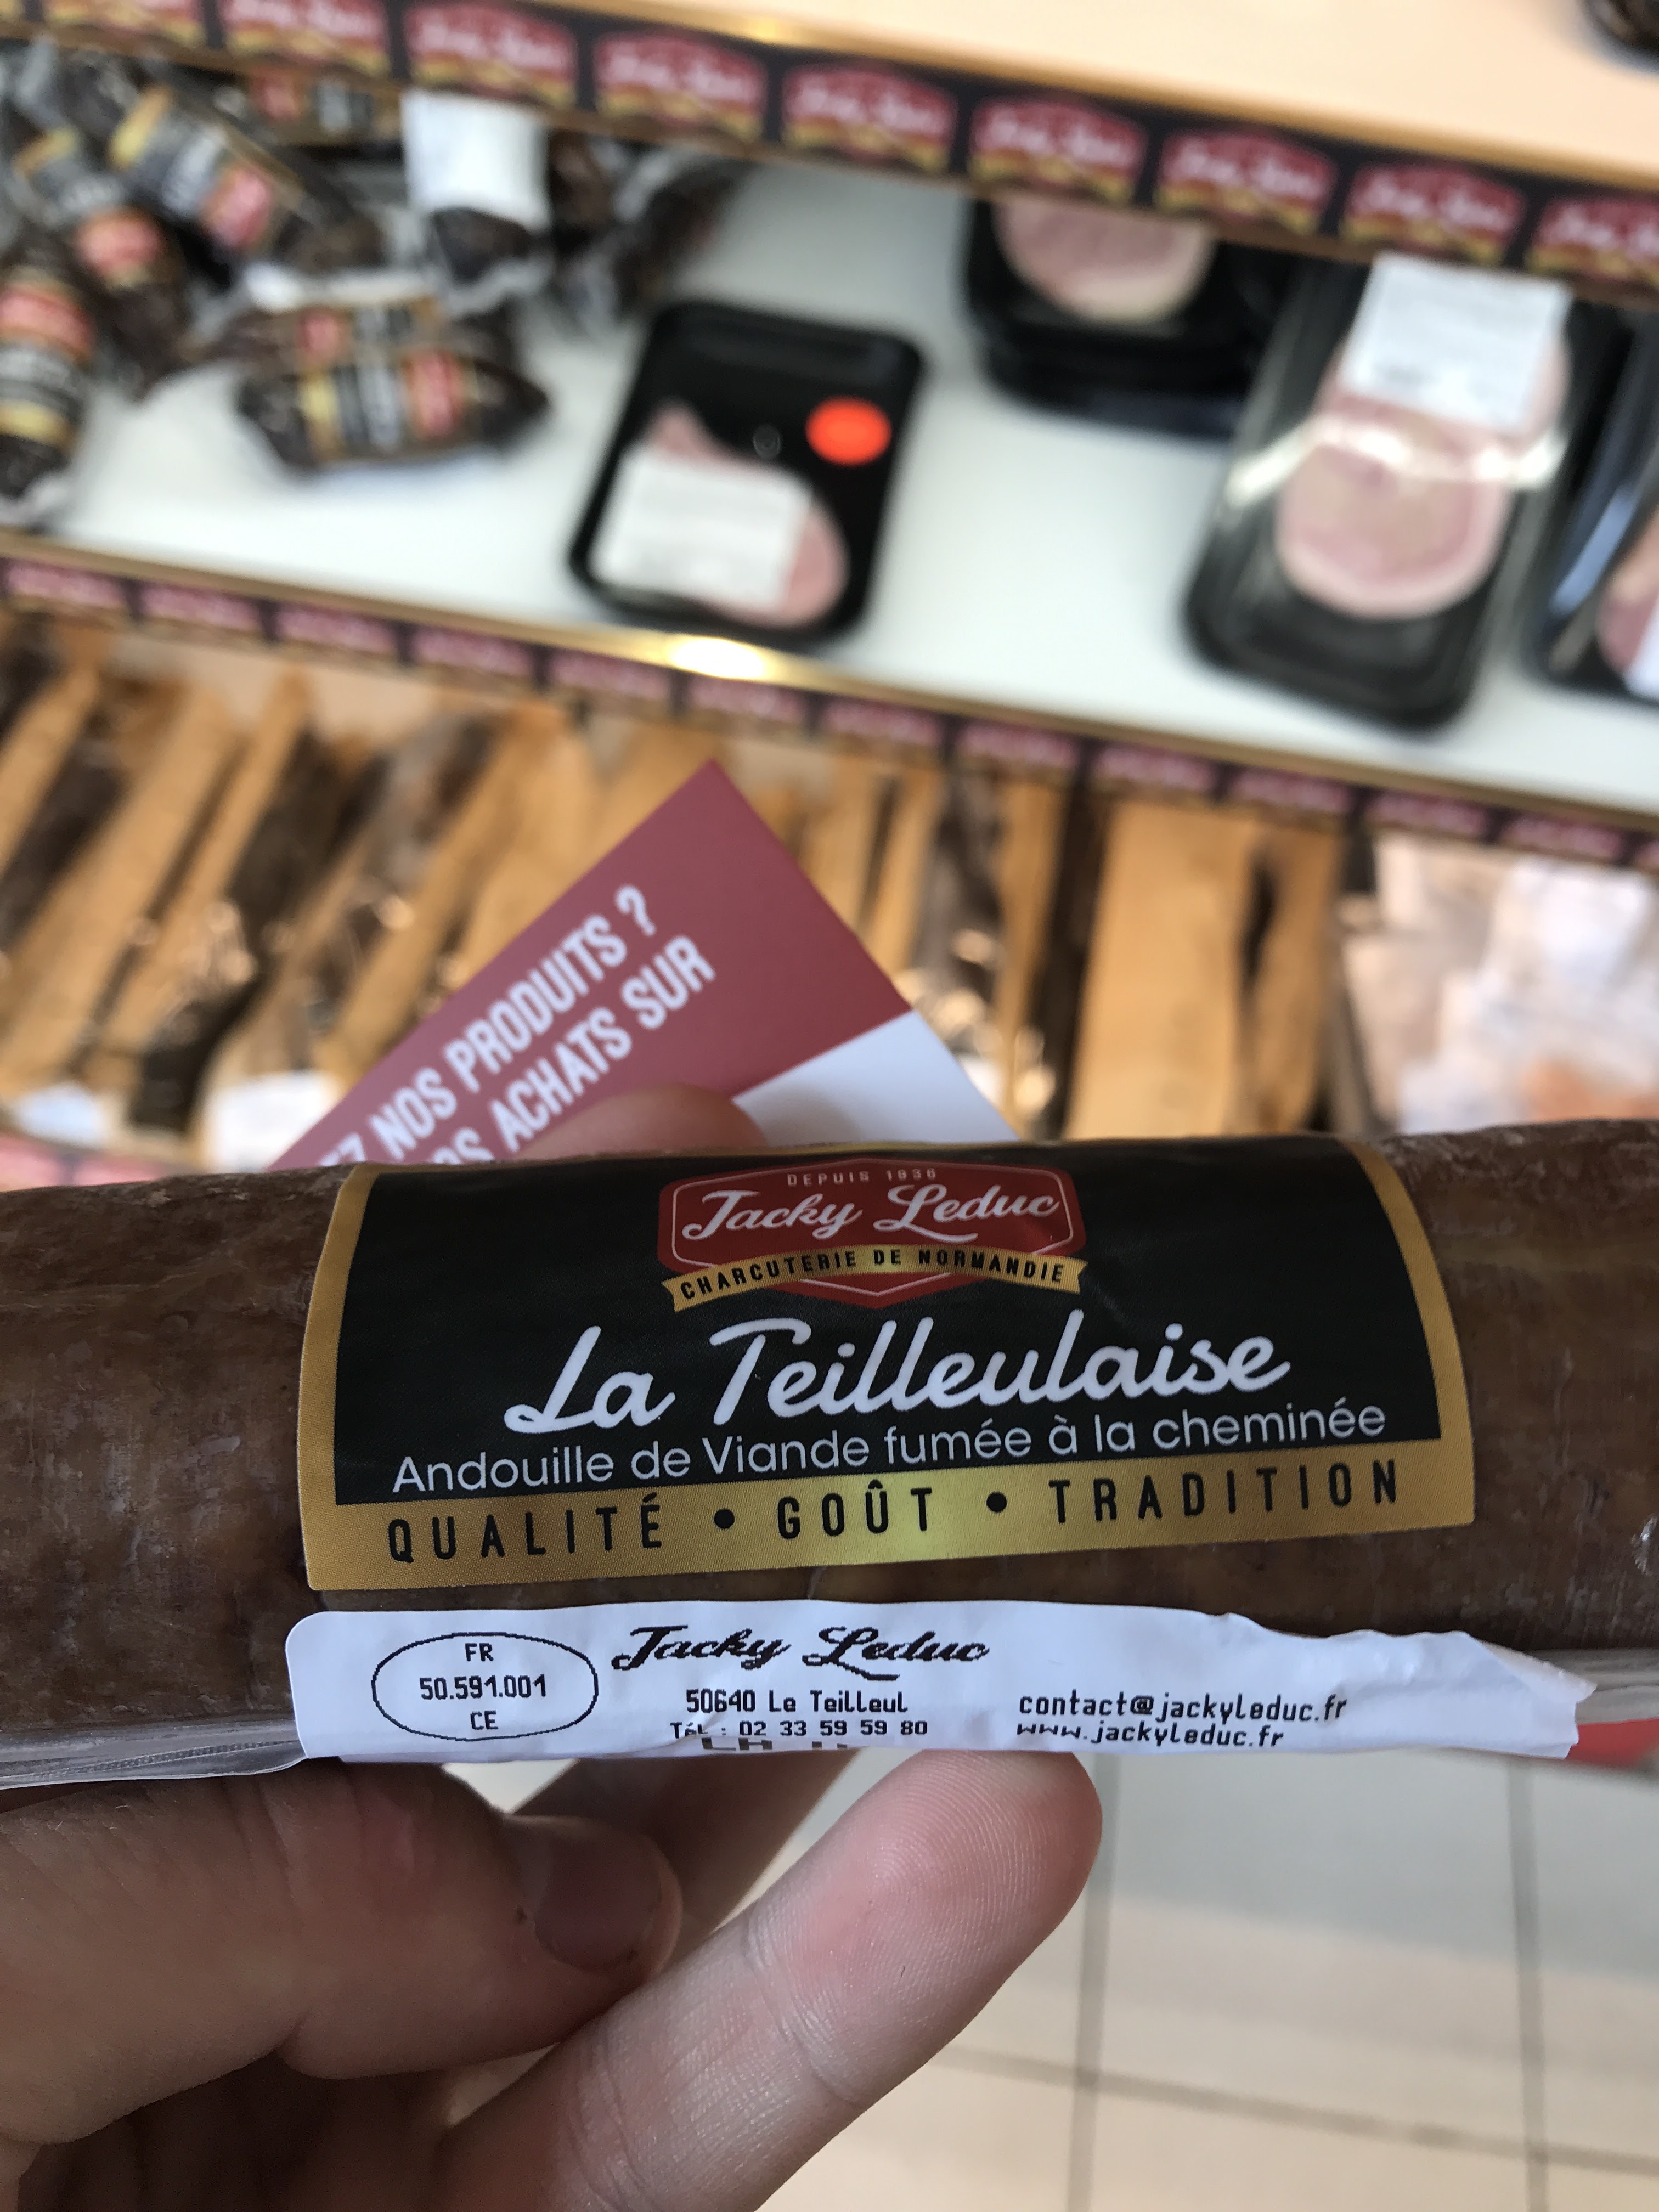 NOS PRODUITS ?
ACHATS SUR
DEPUIS 1936
Jacky Leduc
CHARCUTERIE DE NORMANDIE
La Teilleulaise
Andouille de Viande fumée à la cheminée
QUALITÉ • GOÛT • TRADITION
FR
50.591.001
CE
Jacky Leduc
50640 Le Teilleul
Tél : 02 33 59 59 80
contact@jackyleduc.fr
www.jackyleduc.fr